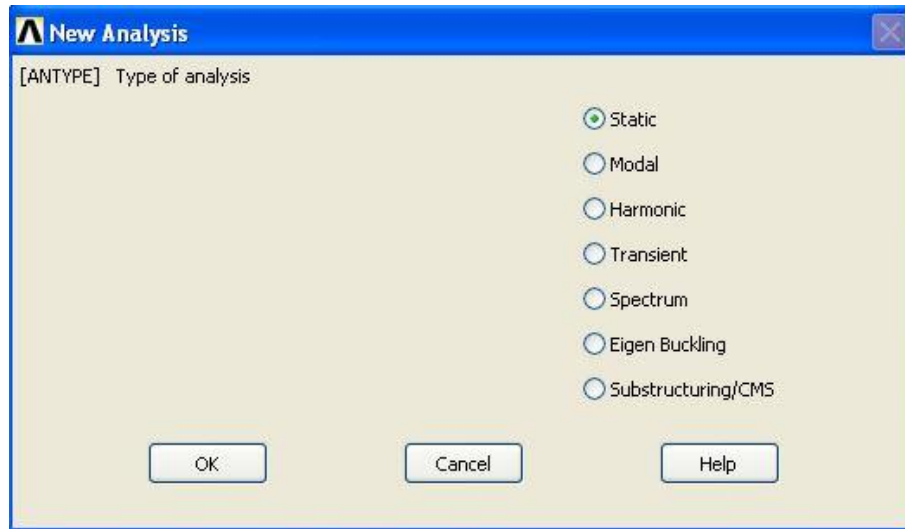 New Analysis
[ANTYPE] Type of analysis
Static
Modal
Harmonic
Transient
Spectrum
Eigen Buckling
Substructuring/CMS
OK Cancel Help